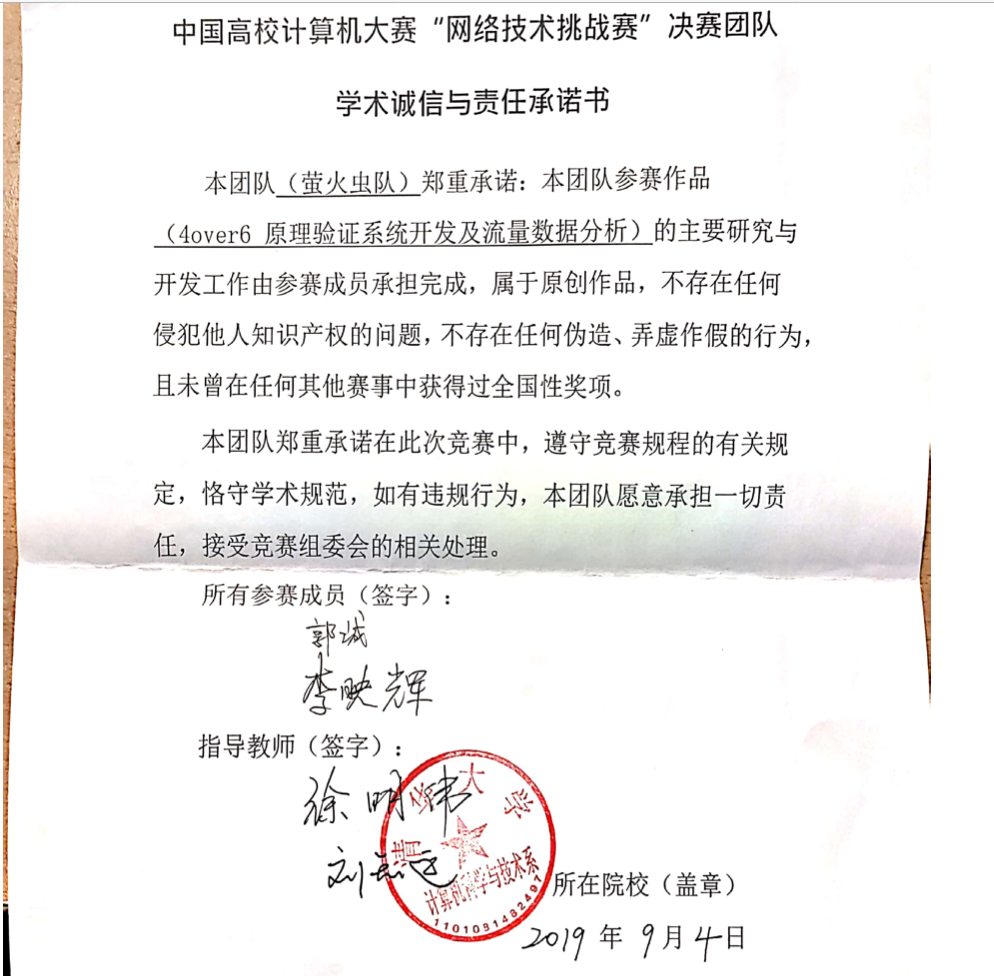 中国高校计算机大赛“网络技术挑战赛”决赛团队
学术诚信与责任承诺书
本团队（萤火虫队）郑重承诺：本团队参赛作品
（4over6 原理验证系统开发及流量数据分析）的主要研究与
开发工作由参赛成员承担完成，属于原创作品，不存在任何
侵犯他人知识产权的问题，不存在任何伪造、弄虚作假的行为，
且未曾在任何其他赛事中获得过全国性奖项。
本团队郑重承诺在此次竞赛中，遵守竞赛规程的有关规
定，恪守学术规范，如有违规行为，本团队愿意承担一切责
任，接受竞赛组委会的相关处理。
所有参赛成员（签字）：
郭城
李映辉
指导教师（签字）：
徐明伟
刘
清华大学
计算机科学与技术系
1101081482497
所在院校（盖章）
2019 年 9 月 4 日